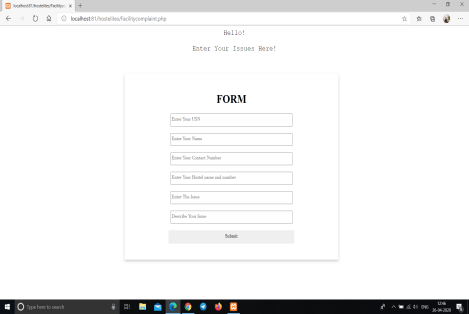 localhost:81/hostelites/facilityc
localhost:81/hostelites/facilitycomplaint.php
Hello!
Enter Your Issues Here!
FORM
Enter Your USN
Enter Your Name
Enter Your Contact Number
Enter Your Hostel name and number
Enter The Issue
Describe Your Issue
Submit
Type here to search
ENG
12:46
26-04-2020